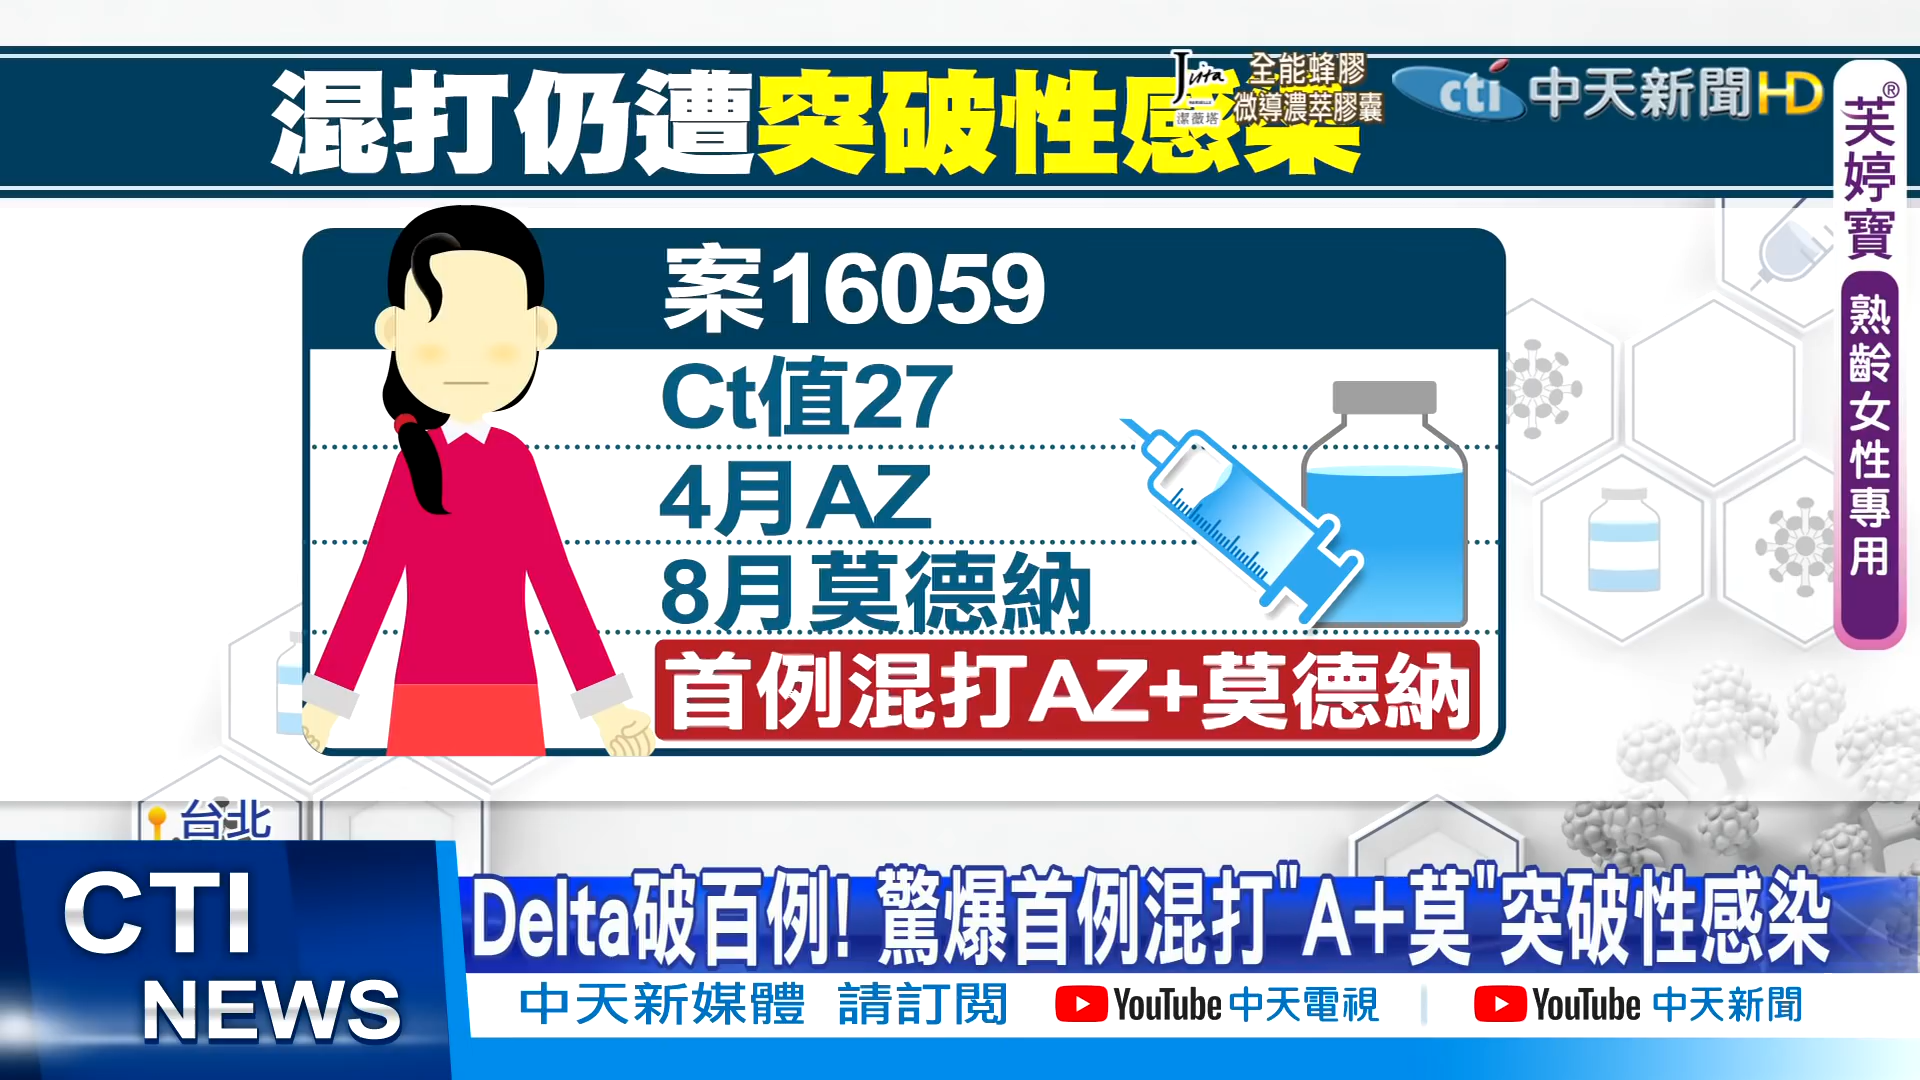 混打仍遭突破性感染
Juta
潔薇塔
全能蜂膠
微導濃萃膠囊
cti 中天新聞HD
芙婷寶®
熟齡女性專用
案16059
Ct值27
4月AZ
8月莫德納
首例混打AZ+莫德納
台北
CTI
NEWS
Delta破百例! 驚爆首例混打"A+莫"突破性感染
中天新媒體 請訂閱 YouTube 中天電視 | YouTube 中天新聞